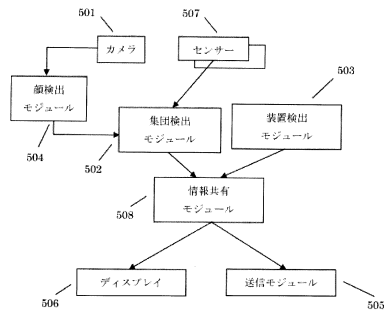 501
カメラ
507
センサー
503
顔検出
モジュール
504
集団検出
モジュール
502
装置検出
モジュール
508
情報共有
モジュール
506
ディスプレイ
送信モジュール
505